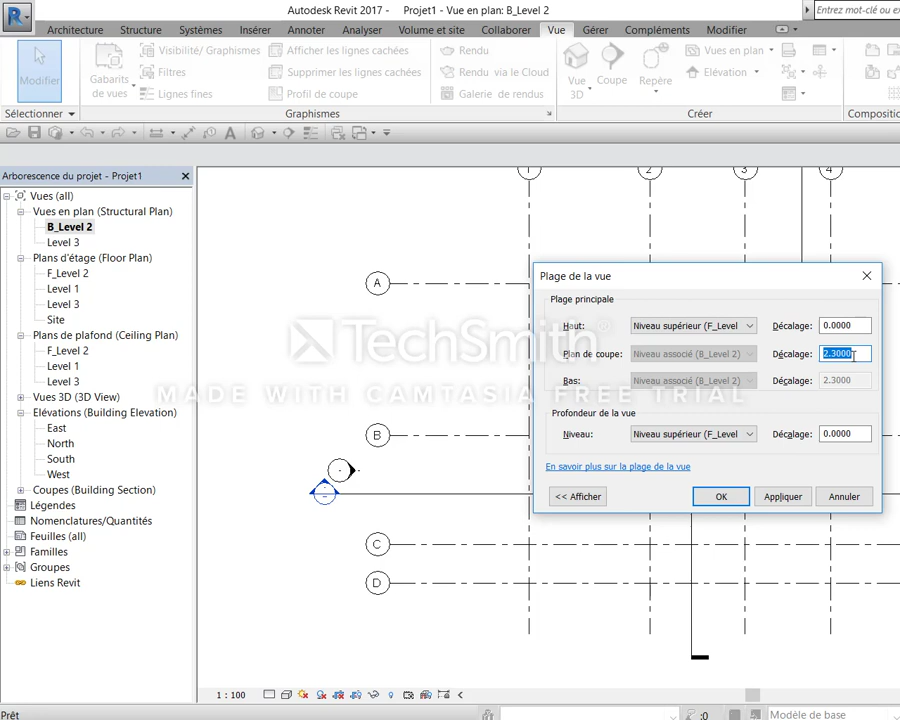 Autodesk Revit 2017 - Projet1 - Vue en plan: B_Level 2
Entrez mot-clé ou ex
Architecture Structure Systèmes Insérer Annoter Analyser Volume et site Collaborer Vue Gérer Compléments Modifier
Modifier
Gabarits
de vues
Visibilité/ Graphismes
Filtres
Lignes fines
Afficher les lignes cachées
Supprimer les lignes cachées
Profil de coupe
Rendu
Rendu via le Cloud
Galerie de rendus
Vue
3D
Coupe
Repère
Vues en plan
Elévation
Sélectionner
Graphismes
Créer
Compositio
Arborescence du projet - Projet1
Vues (all)
Vues en plan (Structural Plan)
B_Level 2
Level 3
Plans d'étage (Floor Plan)
F_Level 2
Level 1
Level 3
Site
Plans de plafond (Ceiling Plan)
F_Level 2
Level 1
Level 3
Vues 3D (3D View)
Elévations (Building Elevation)
East
North
South
West
Coupes (Building Section)
Légendes
Nomenclatures/Quantités
Feuilles (all)
Familles
Groupes
Liens Revit
1 2 3 4
A
B
C
D
TechSmith
MADE WITH CAMTASIA FREE TRIAL
Plage de la vue
Plage principale
Haut: Niveau supérieur (F_Level Décalage: 0.0000
Plan de coupe: Niveau associé (B_Level 2) Décalage: 2.3000
Bas: Niveau associé (B_Level 2) Décalage: 2.3000
Profondeur de la vue
Niveau: Niveau supérieur (F_Level Décalage: 0.0000
En savoir plus sur la plage de la vue
<< Afficher OK Appliquer Annuler
1 : 100
Prêt
:0
Modèle de base